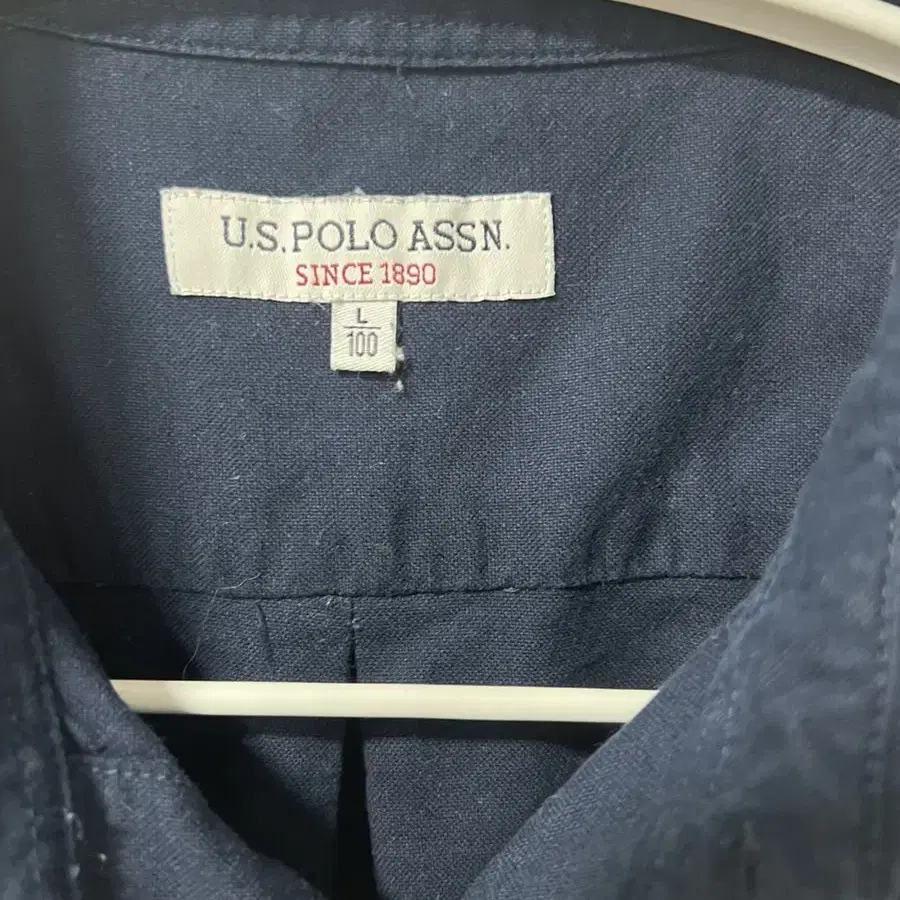 U.S. POLO ASSN.
SINCE 1890
L
100